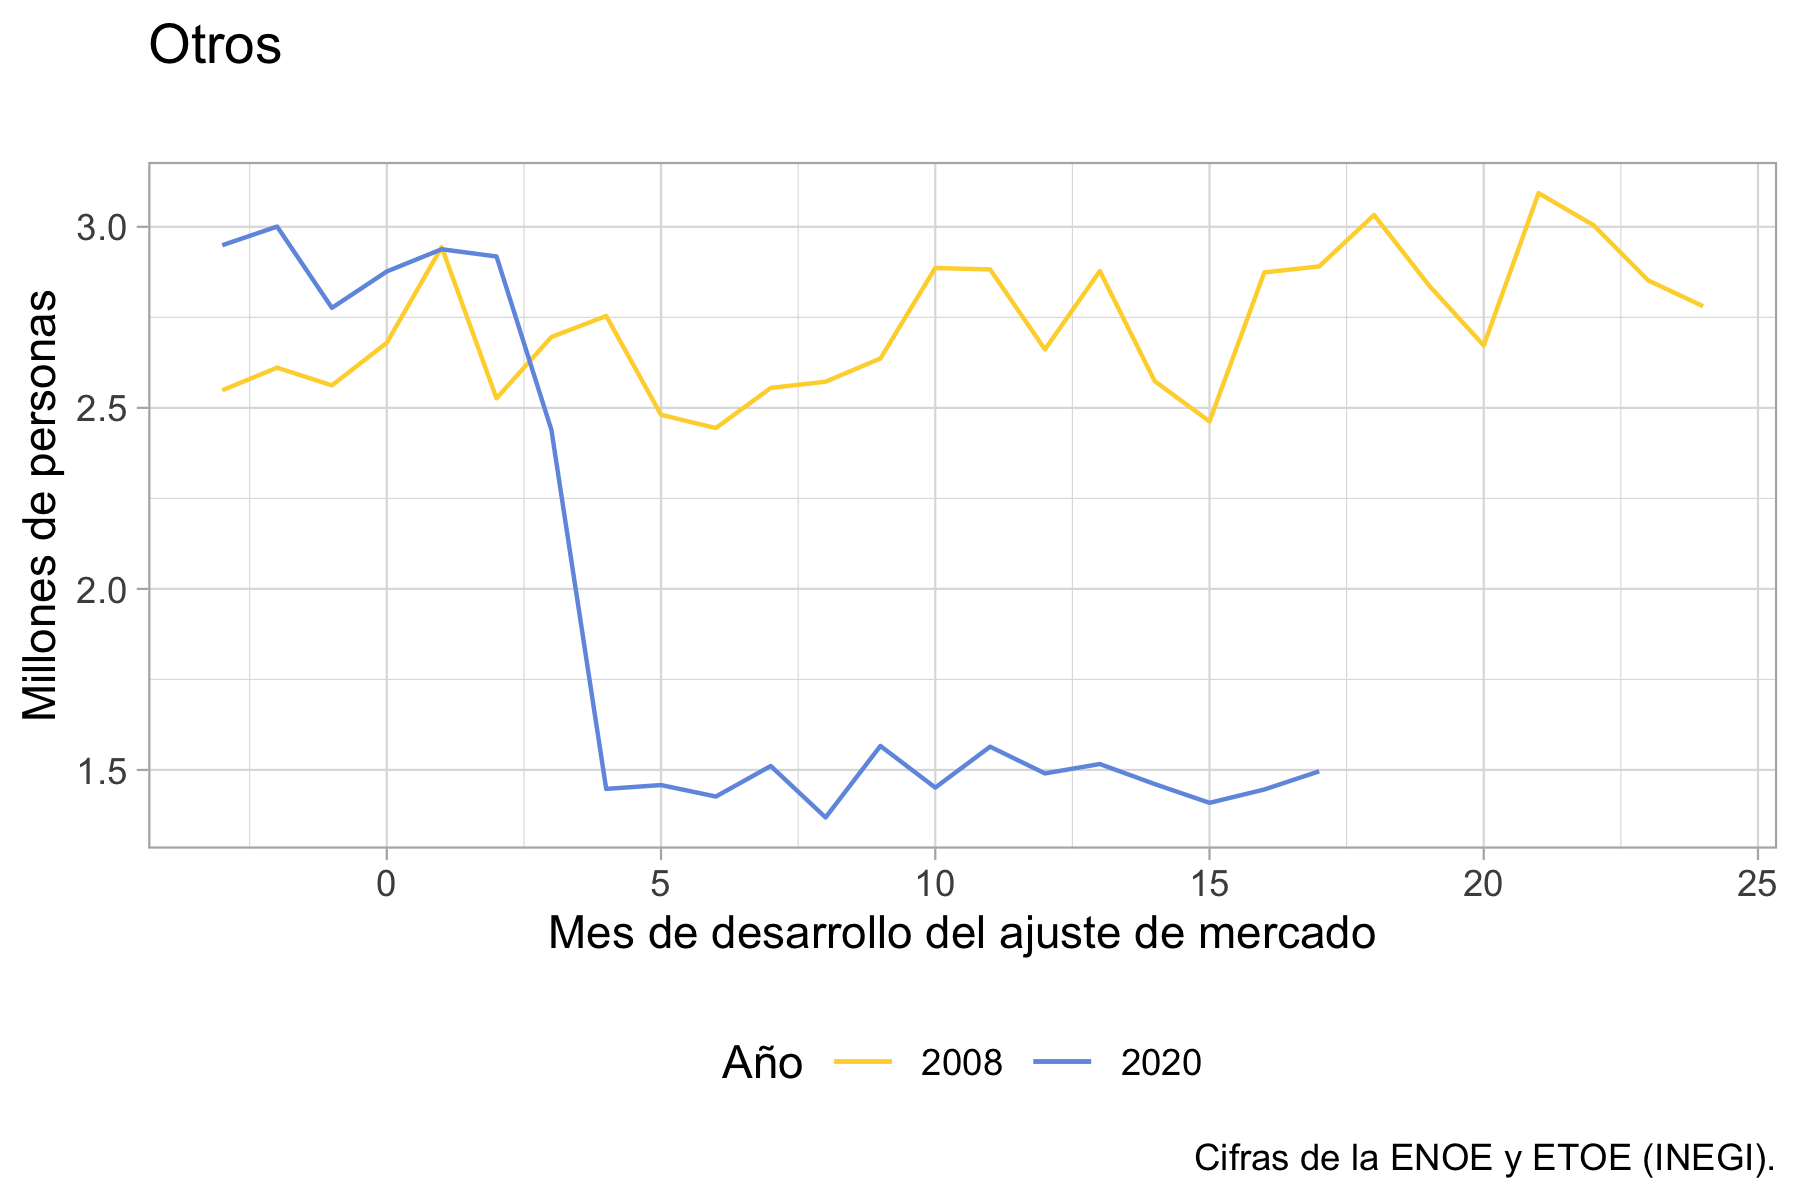 Otros
Millones de personas
3.0
2.5
2.0
1.5
0 5 10 15 20 25
Mes de desarrollo del ajuste de mercado
Año 2008 2020
Cifras de la ENOE y ETOE (INEGI).